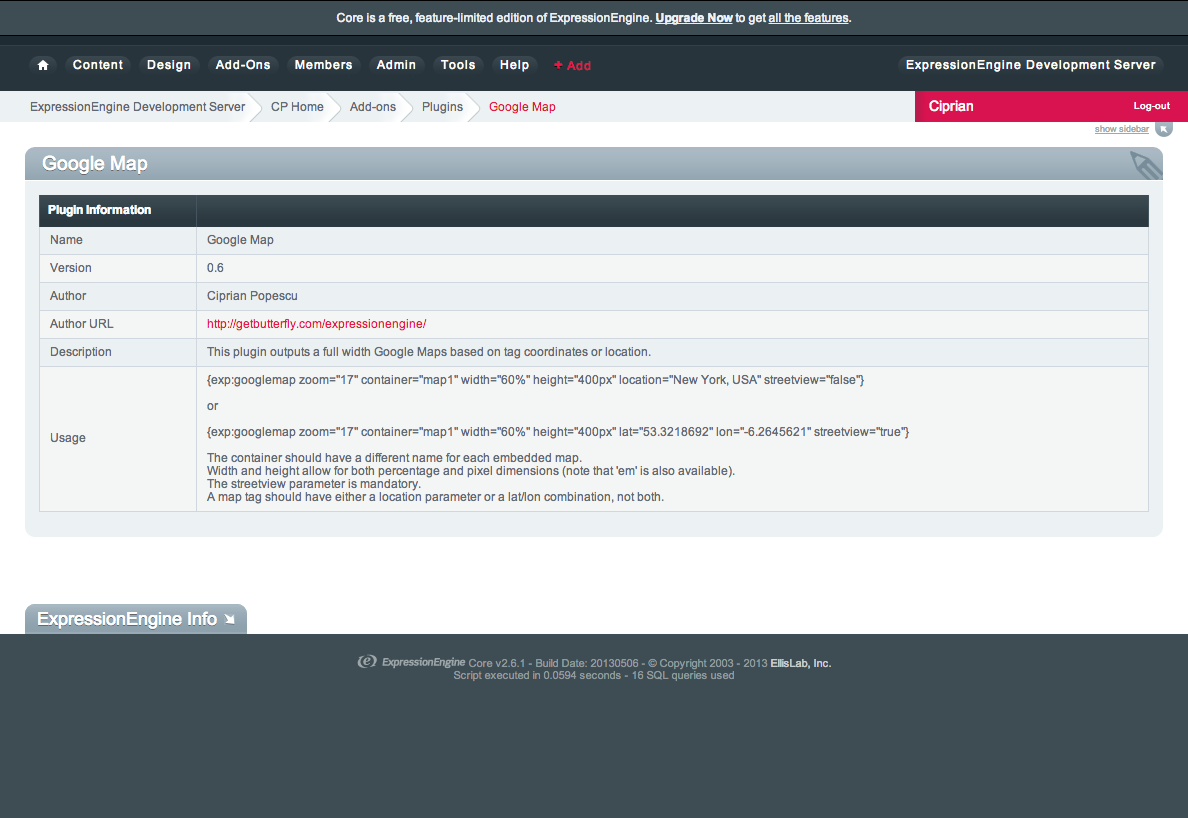 Core is a free, feature-limited edition of ExpressionEngine. Upgrade Now to get all the features.
Content Design Add-Ons Members Admin Tools Help + Add ExpressionEngine Development Server
ExpressionEngine Development Server CP Home Add-ons Plugins Google Map Ciprian Log-out
show sidebar
Google Map
Plugin Information
Name Google Map
Version 0.6
Author Ciprian Popescu
Author URL http://getbutterfly.com/expressionengine/
Description This plugin outputs a full width Google Maps based on tag coordinates or location.
Usage
{exp:googlemap zoom="17" container="map1" width="60%" height="400px" location="New York, USA" streetview="false"}
or
{exp:googlemap zoom="17" container="map1" width="60%" height="400px" lat="53.3218692" lon="-6.2645621" streetview="true"}
The container should have a different name for each embedded map.
Width and height allow for both percentage and pixel dimensions (note that 'em' is also available).
The streetview parameter is mandatory.
A map tag should have either a location parameter or a lat/lon combination, not both.
ExpressionEngine Info
ExpressionEngine Core v2.6.1 - Build Date: 20130506 - © Copyright 2003 - 2013 EllisLab, Inc.
Script executed in 0.0594 seconds - 16 SQL queries used